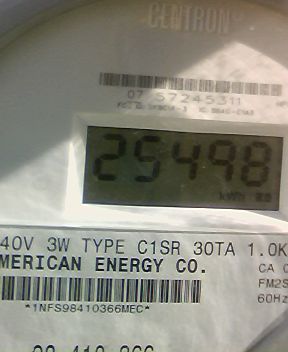 CENTRON
07 57245311
25498
kWh
40V 3W TYPE C1SR 30TA 1.0K
MERICAN ENERGY CO.
CA 0
FM2S
60Hz
*1NFS98410366MEC*